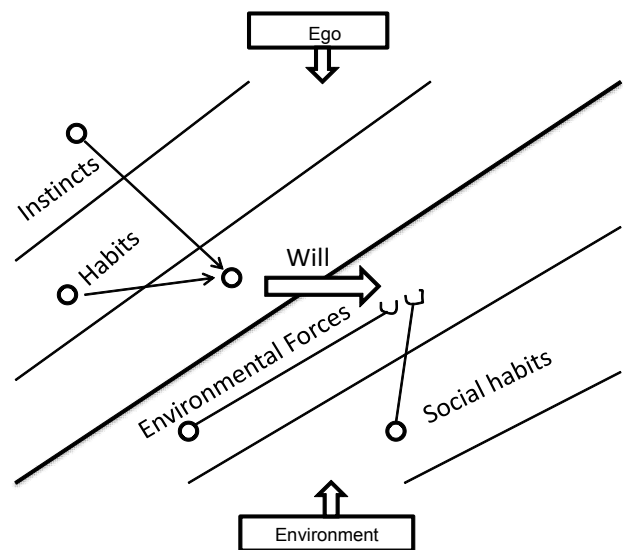 Ego
Instincts
Habits
Will
Environmental Forces
Social habits
Environment